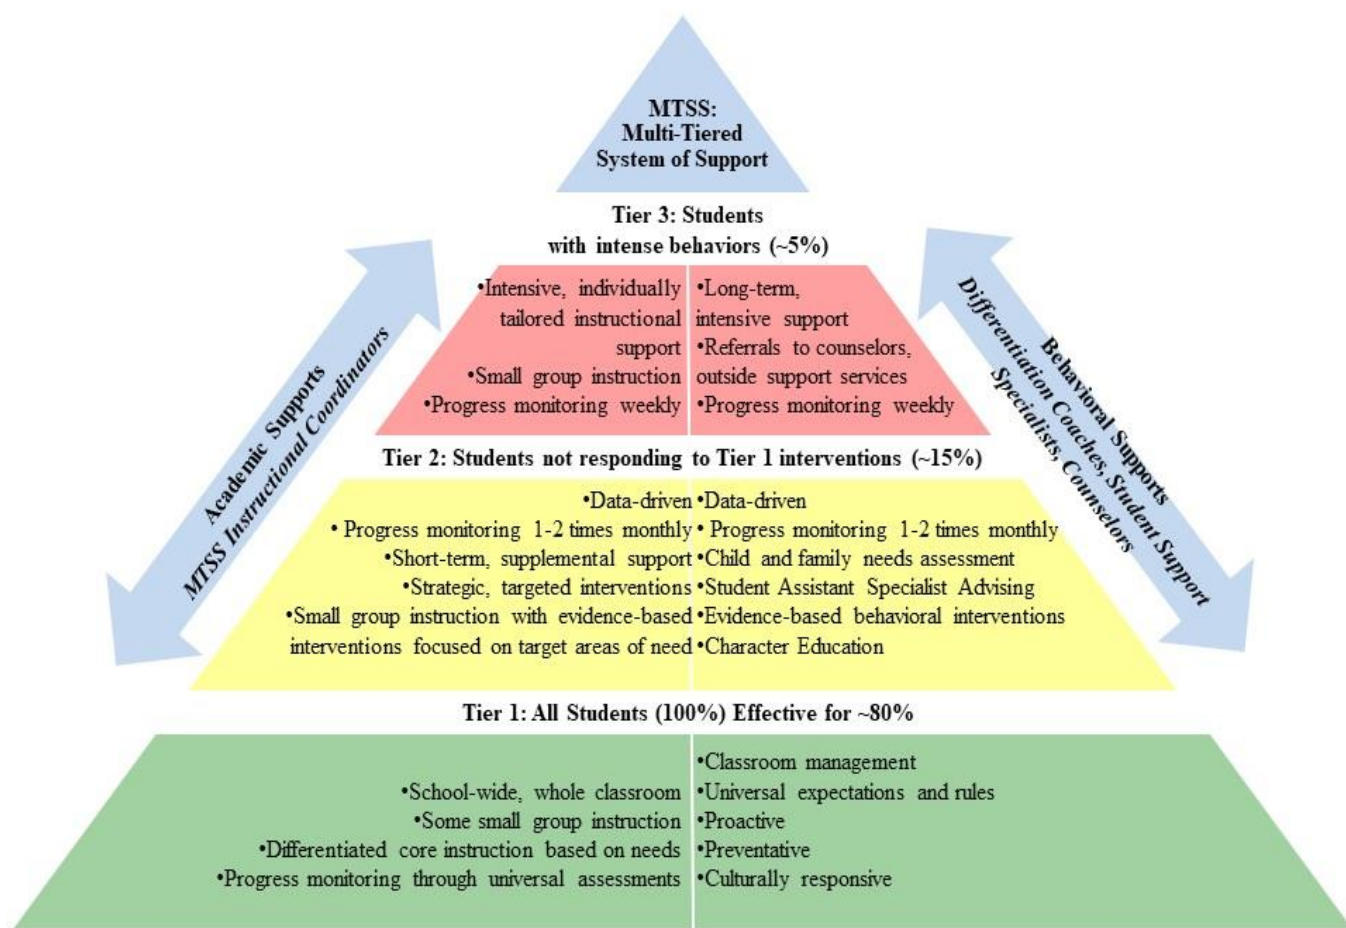 MTSS:
Multi-Tiered
System of Support
Tier 3: Students
with intense behaviors (~5%)
•Intensive, individually
tailored instructional
support
•Small group instruction
•Progress monitoring weekly
•Long-term,
intensive support
•Referrals to counselors,
outside support services
•Progress monitoring weekly
Academic Supports
MTSS Instructional Coordinators
Behavioral Supports
Differentiation Coaches, Student Support
Specialists, Counselors
Tier 2: Students not responding to Tier 1 interventions (~15%)
•Data-driven
• Progress monitoring 1-2 times monthly
•Short-term, supplemental support
•Strategic, targeted interventions
•Small group instruction with evidence-based
interventions focused on target areas of need
•Data-driven
• Progress monitoring 1-2 times monthly
•Child and family needs assessment
•Student Assistant Specialist Advising
•Evidence-based behavioral interventions
•Character Education
Tier 1: All Students (100%) Effective for ~80%
•School-wide, whole classroom
•Some small group instruction
•Differentiated core instruction based on needs
•Progress monitoring through universal assessments
•Classroom management
•Universal expectations and rules
•Proactive
•Preventative
•Culturally responsive